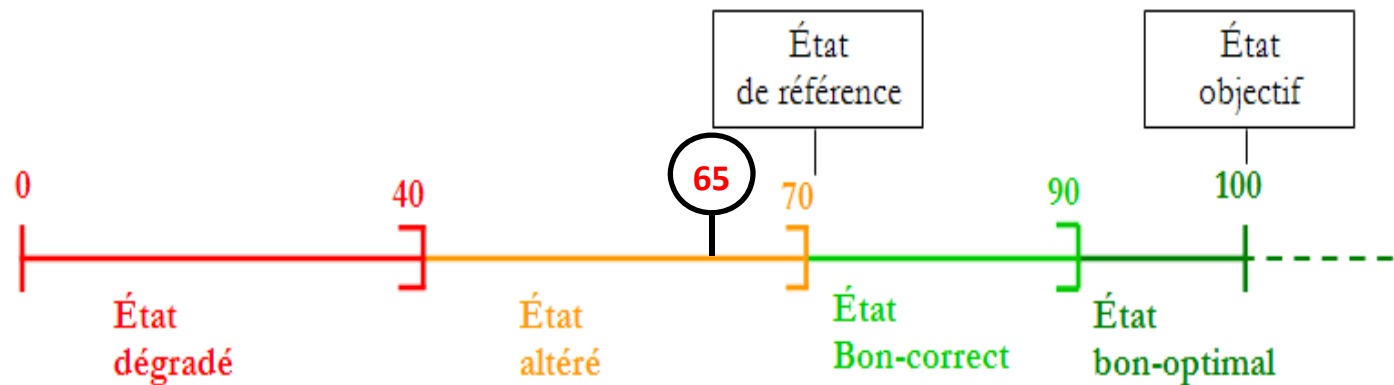 État
de référence
État
objectif
0
40
65
70
90
100
État
dégradé
État
altéré
État
Bon-correct
État
bon-optimal